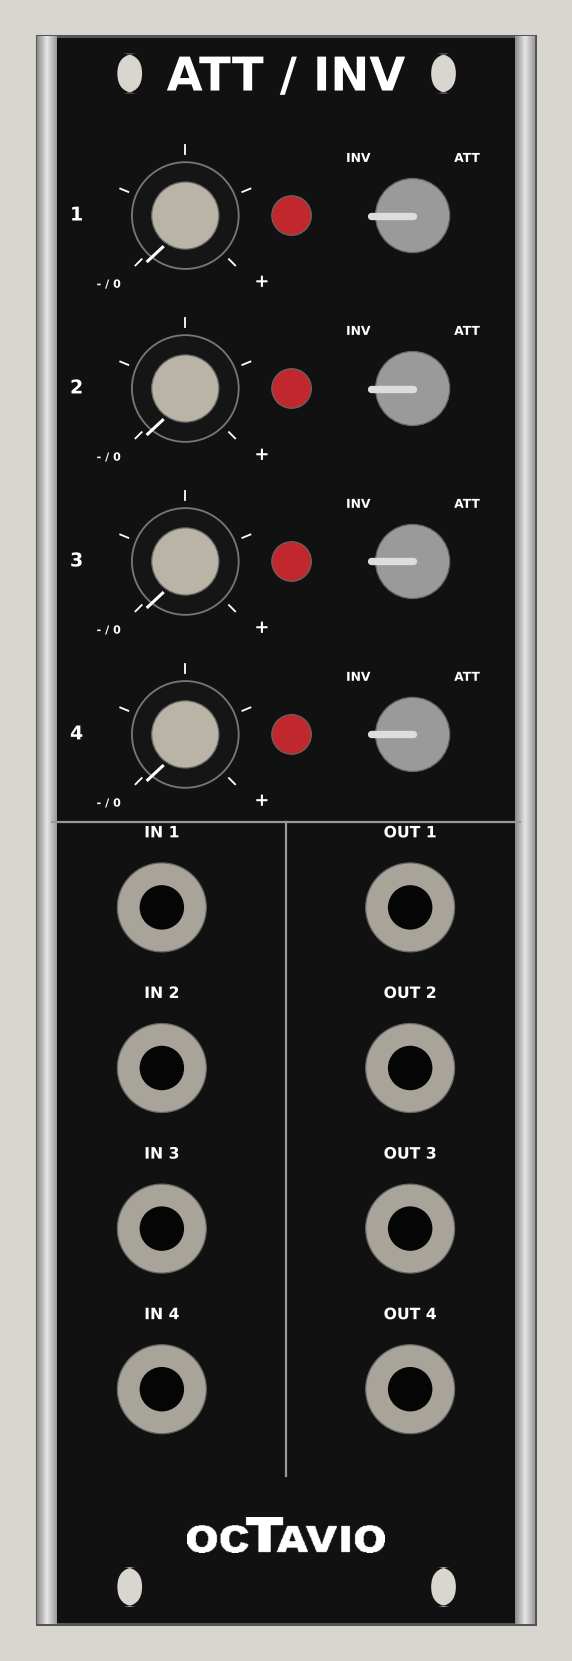 ATT / INV
INV ATT
1
- / 0 +
INV ATT
2
- / 0 +
INV ATT
3
- / 0 +
INV ATT
4
- / 0 +
IN 1 OUT 1
IN 2 OUT 2
IN 3 OUT 3
IN 4 OUT 4
OCTAVIO